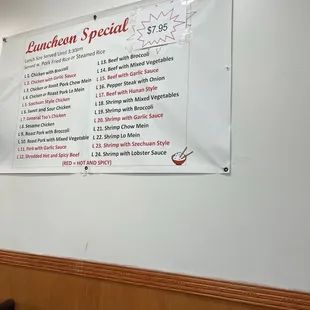 Luncheon Special
$7.95
Lunch Size Served Until 3:30pm
Served w. Pork Fried Rice or Steamed Rice
L 1. Chicken with Broccoli
L 2. Chicken with Garlic Sauce
L 3. Chicken or Roast Pork Chow Mein
L 4. Chicken or Roast Pork Lo Mein
L 5. Szechuan Style Chicken
L 6. Sweet and Sour Chicken
L 7. General Tso's Chicken
L 8. Sesame Chicken
L 9. Roast Pork with Broccoli
L 10. Roast Pork with Mixed Vegetable
L 11. Pork with Garlic Sauce
L 12. Shredded Hot and Spicy Beef
L 13. Beef with Broccoli
L 14. Beef with Mixed Vegetables
L 15. Beef with Garlic Sauce
L 16. Pepper Steak with Onion
L 17. Beef with Hunan Style
L 18. Shrimp with Mixed Vegetables
L 19. Shrimp with Broccoli
L 20. Shrimp with Garlic Sauce
L 21. Shrimp Chow Mein
L 22. Shrimp Lo Mein
L 23. Shrimp with Szechuan Style
L 24. Shrimp with Lobster Sauce
(RED = HOT AND SPICY)